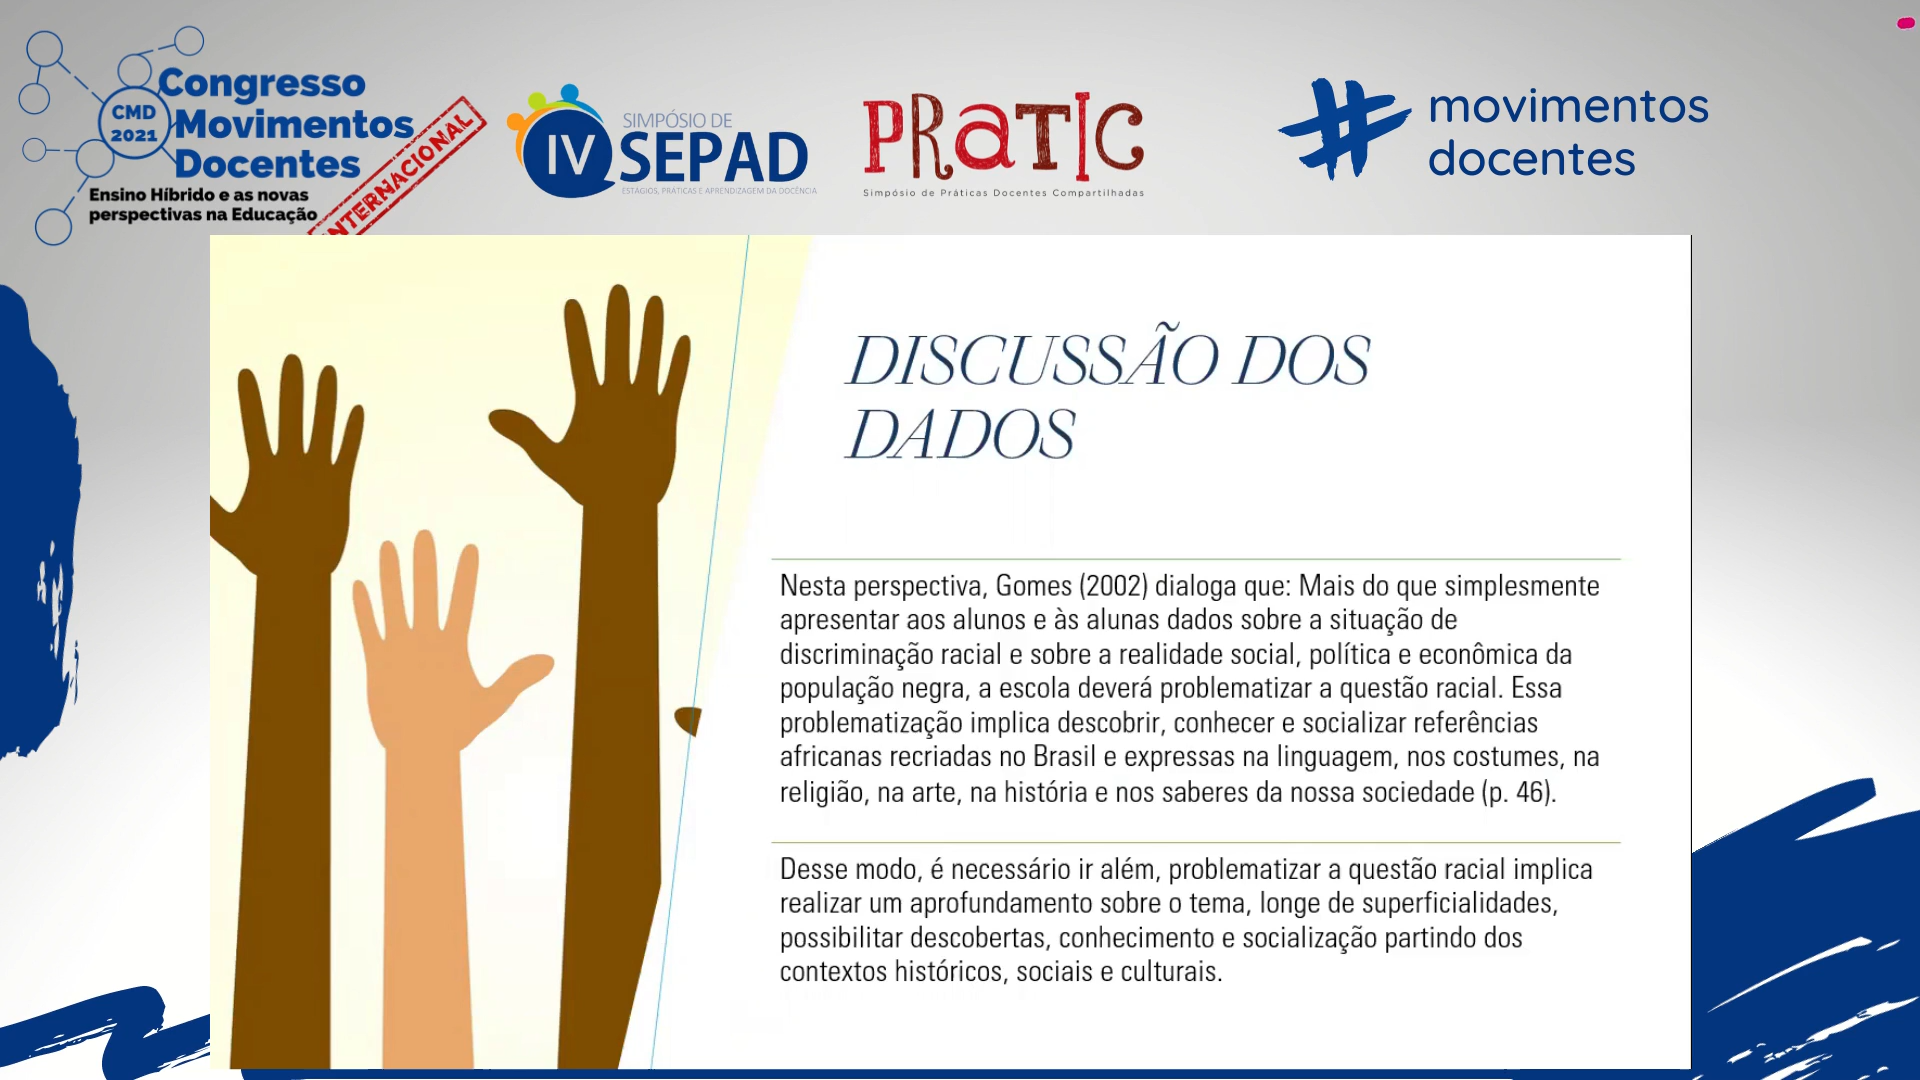 Congresso
CMD
2021
Movimentos
Docentes
Ensino Híbrido e as novas
perspectivas na Educação
INTERNACIONAL
SIMPÓSIO DE
IV SEPAD
ESTÁGIOS, PRÁTICAS E APRENDIZAGEM DA DOCÊNCIA
PRATIC
Simpósio de Práticas Docentes Compartilhadas
# movimentos
docentes
DISCUSSÃO DOS
DADOS
Nesta perspectiva, Gomes (2002) dialoga que: Mais do que simplesmente
apresentar aos alunos e às alunas dados sobre a situação de
discriminação racial e sobre a realidade social, política e econômica da
população negra, a escola deverá problematizar a questão racial. Essa
problematização implica descobrir, conhecer e socializar referências
africanas recriadas no Brasil e expressas na linguagem, nos costumes, na
religião, na arte, na história e nos saberes da nossa sociedade (p. 46).
Desse modo, é necessário ir além, problematizar a questão racial implica
realizar um aprofundamento sobre o tema, longe de superficialidades,
possibilitar descobertas, conhecimento e socialização partindo dos
contextos históricos, sociais e culturais.